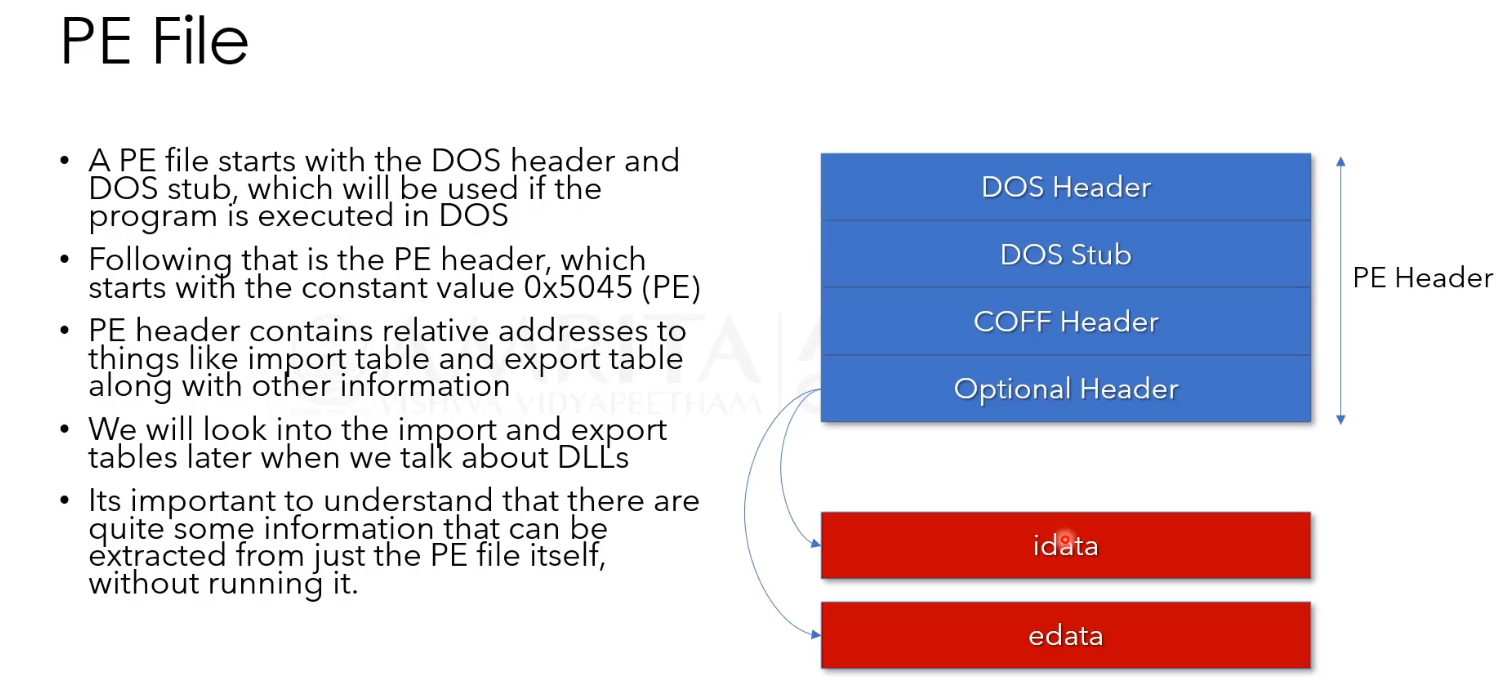 PE File
• A PE file starts with the DOS header and
DOS stub, which will be used if the
program is executed in DOS
• Following that is the PE header, which
starts with the constant value 0x5045 (PE)
• PE header contains relative addresses to
things like import table and export table
along with other information
• We will look into the import and export
tables later when we talk about DLLs
• Its important to understand that there are
quite some information that can be
extracted from just the PE file itself,
without running it.
DOS Header
DOS Stub
COFF Header
Optional Header
PE Header
idata
edata
AMRITA
VISHWA VIDYAPEETHAM